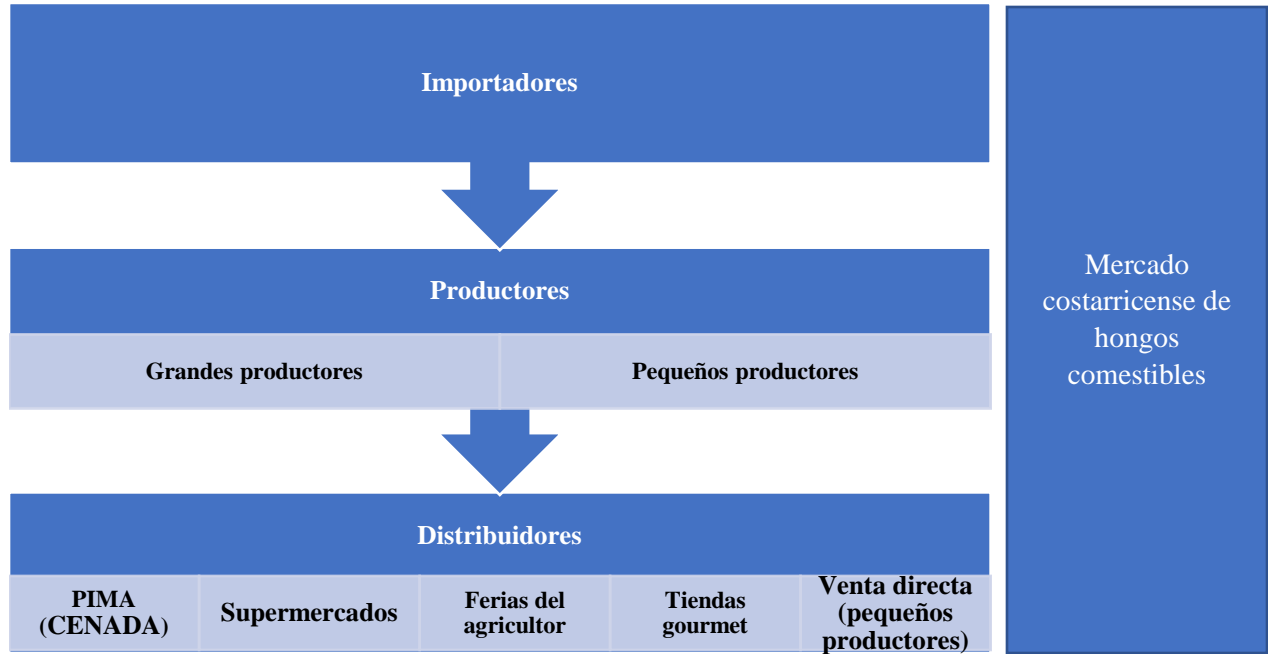 Importadores
Productores
Grandes productores
Pequeños productores
Distribuidores
PIMA
(CENADA)
Supermercados
Ferias del
agricultor
Tiendas
gourmet
Venta directa
(pequeños
productores)
Mercado
costarricense de
hongos
comestibles